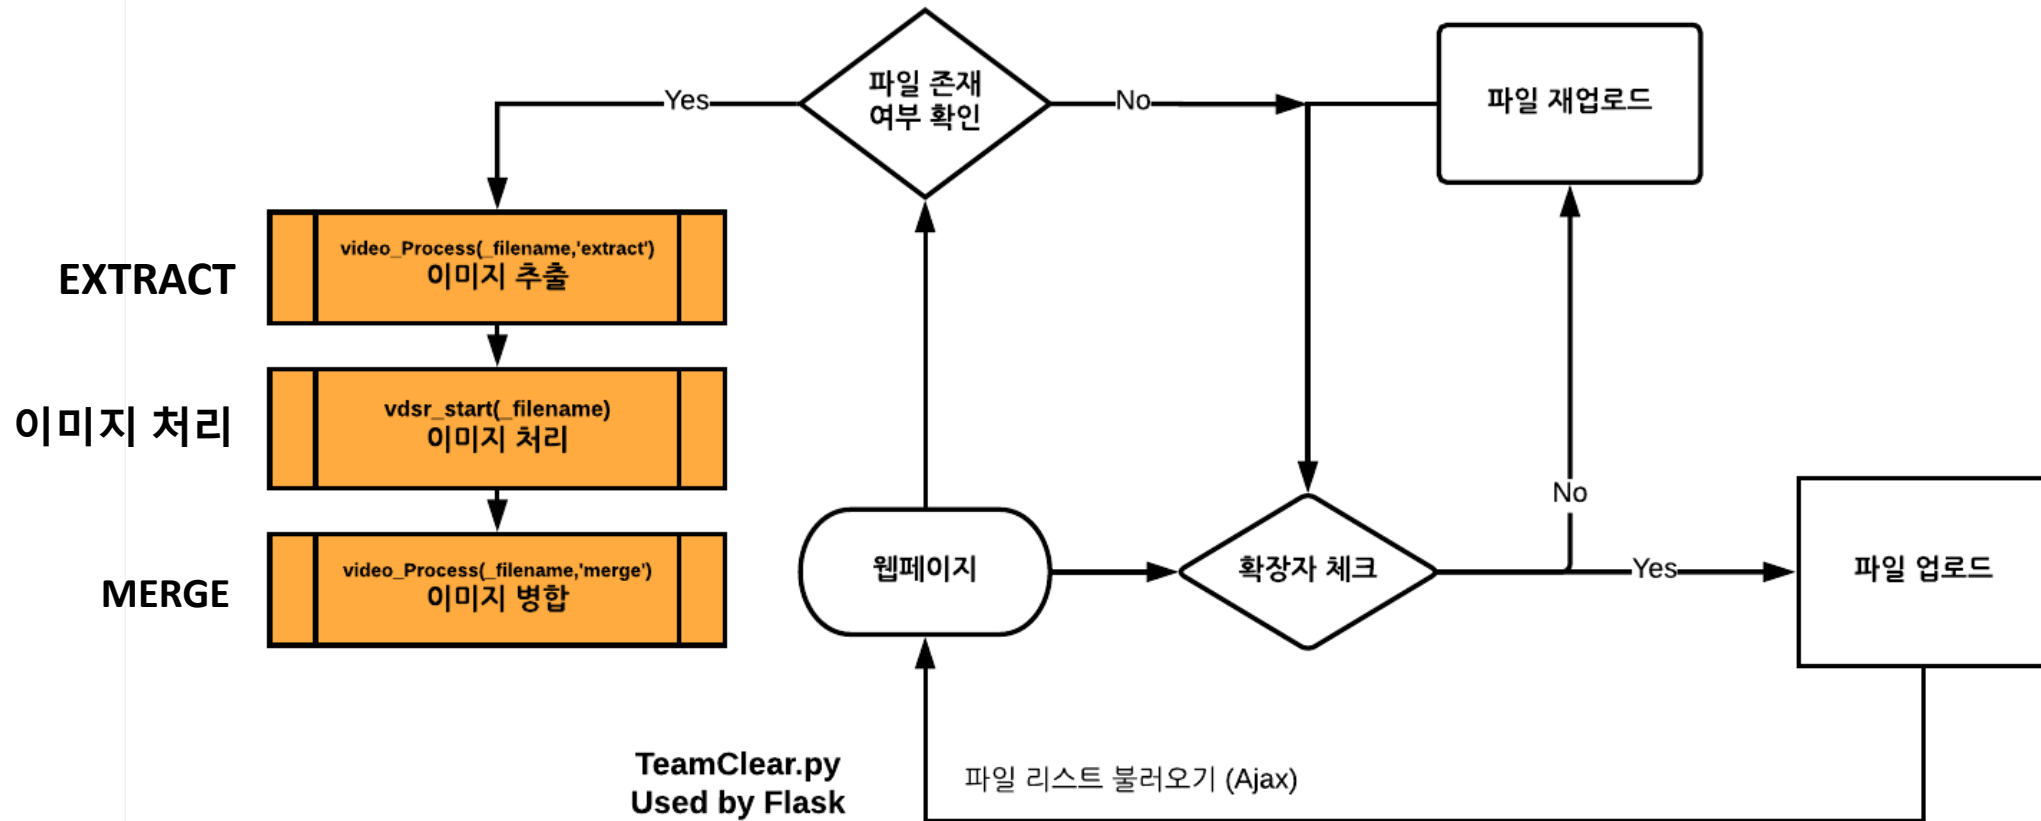 파일 존재
여부 확인
Yes
No
파일 재업로드
EXTRACT
video_Process(_filename,'extract')
이미지 추출
이미지 처리
vdsr_start(_filename)
이미지 처리
MERGE
video_Process(_filename,'merge')
이미지 병합
웹페이지
확장자 체크
No
Yes
파일 업로드
TeamClear.py
Used by Flask
파일 리스트 불러오기 (Ajax)